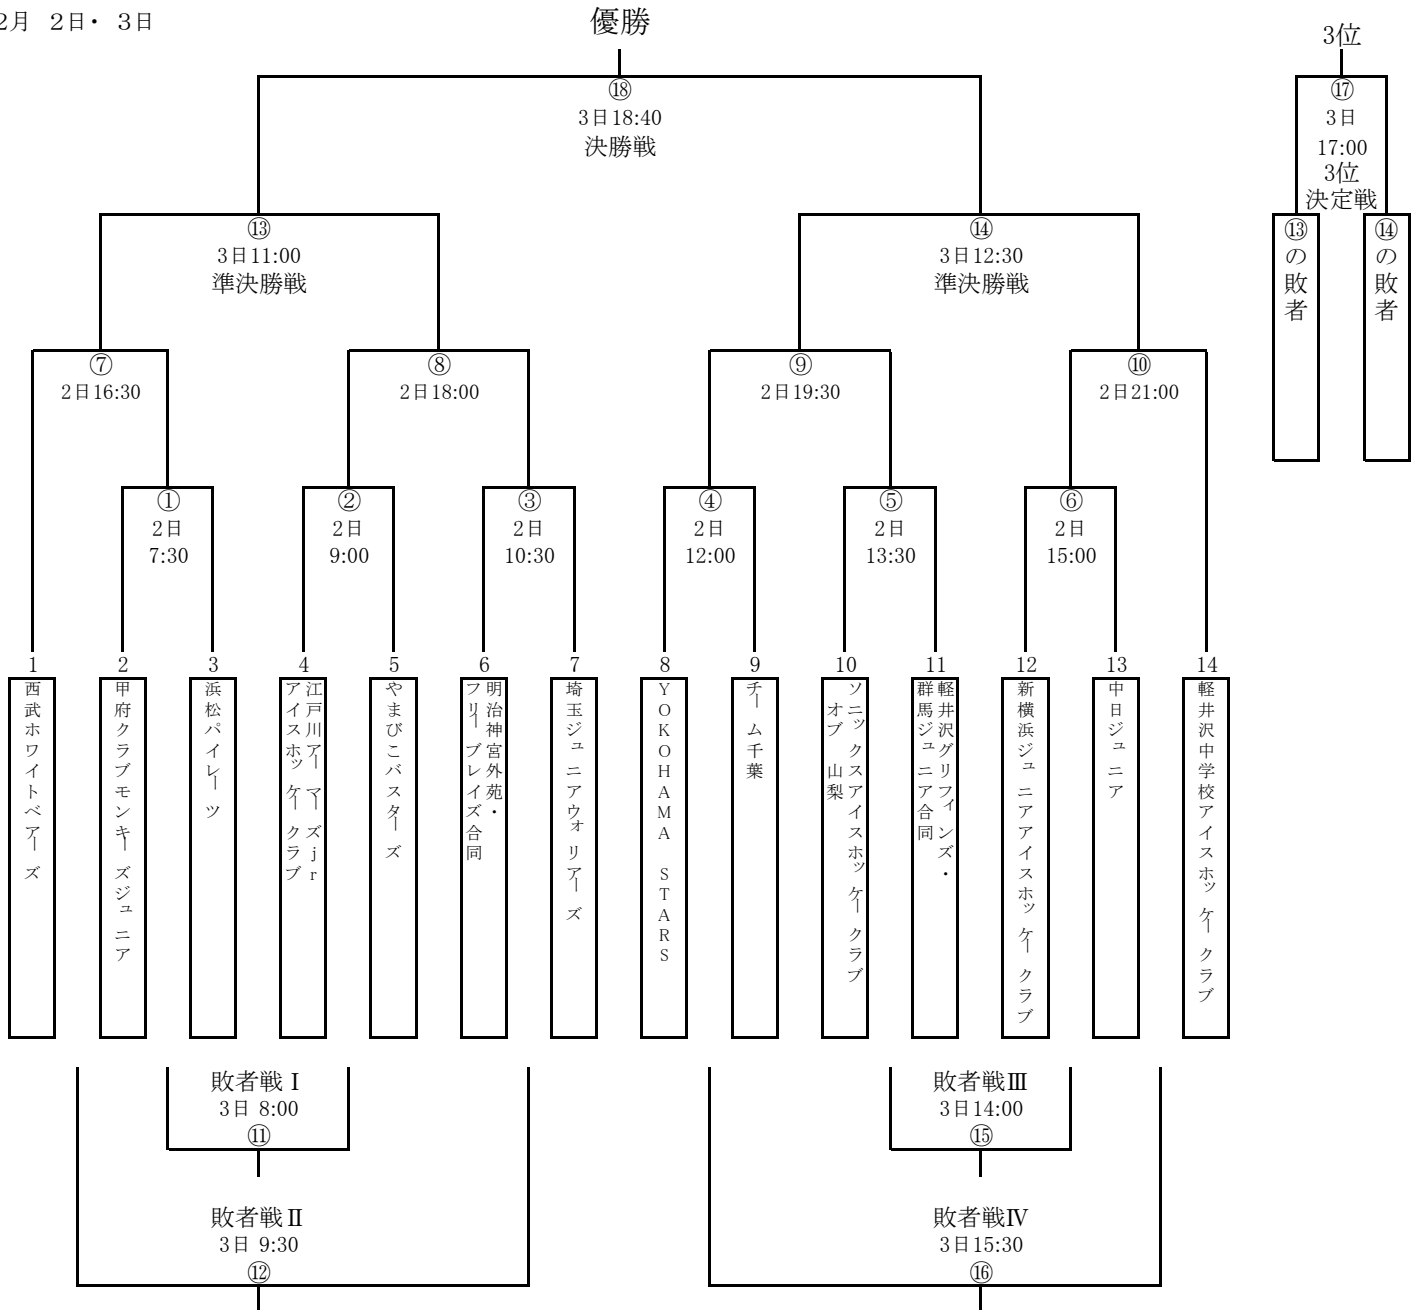 2月 2日・ 3日
優勝
3位
⑱
3日18:40
決勝戦
⑰
3日
17:00
3位
決定戦
⑬
3日11:00
準決勝戦
⑭
3日12:30
準決勝戦
⑬の敗者
⑭の敗者
⑦
2日16:30
⑧
2日18:00
⑨
2日19:30
⑩
2日21:00
①
2日
7:30
②
2日
9:00
③
2日
10:30
④
2日
12:00
⑤
2日
13:30
⑥
2日
15:00
1
西武ホワイトベアーズ
2
甲府クラブモンキーズジュニア
3
浜松パイレーツ
4
江戸川アーマーズjr
アイスホッケークラブ
5
やまびこバスターズ
6
明治神宮外苑・
フリーブレイズ合同
7
埼玉ジュニアウォリアーズ
8
YOKOHAMA STARS
9
チーム千葉
10
ソニックスアイスホッケークラブ
オブ 山梨
11
軽井沢グリフィンズ・
群馬ジュニア合同
12
新横浜ジュニアアイスホッケークラブ
13
中日ジュニア
14
軽井沢中学校アイスホッケークラブ
敗者戦Ⅰ
3日 8:00
⑪
敗者戦Ⅲ
3日14:00
⑮
敗者戦Ⅱ
3日 9:30
⑫
敗者戦Ⅳ
3日15:30
⑯